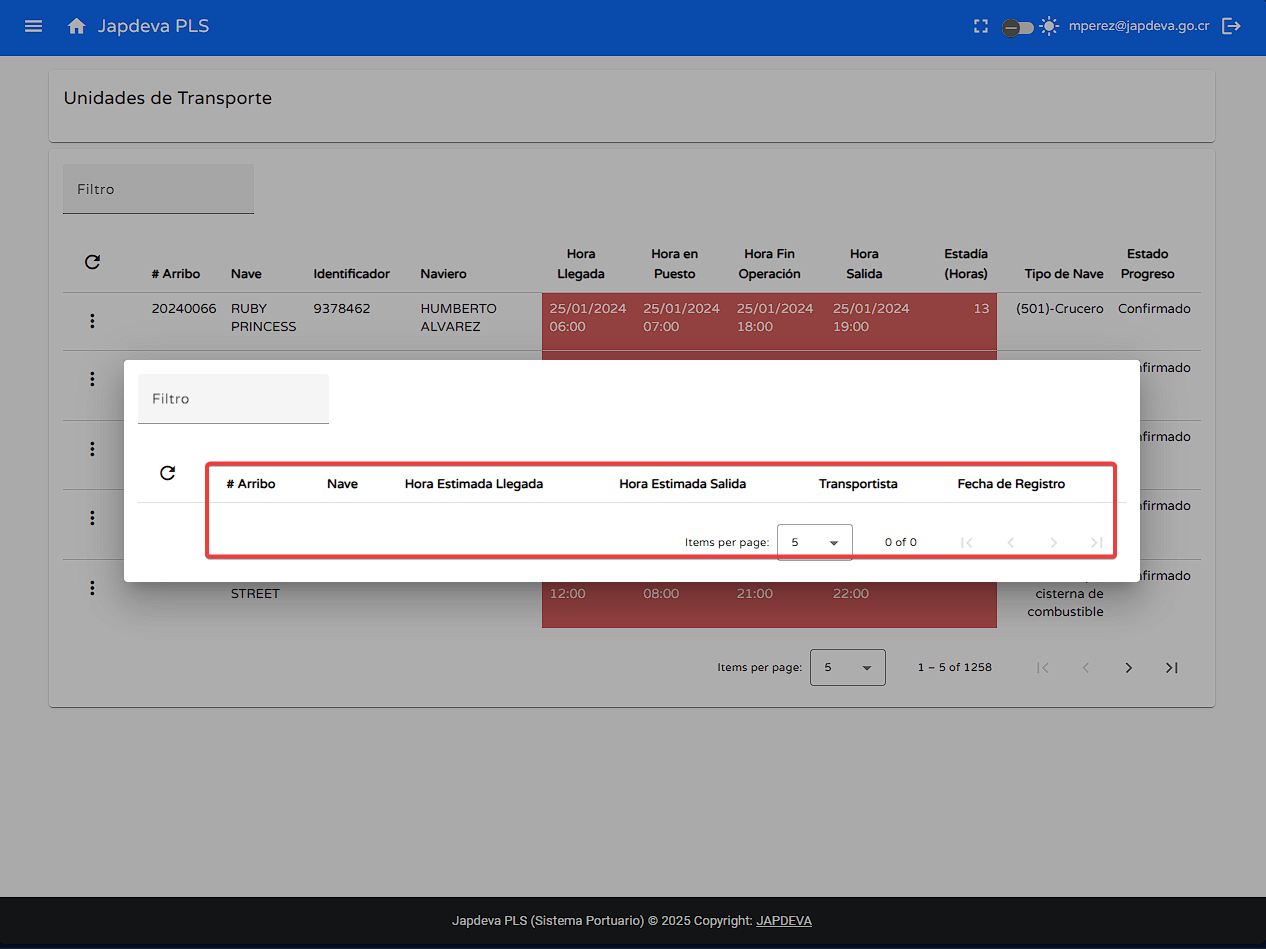 Japdeva PLS
mperez@japdeva.go.cr
Unidades de Transporte
Filtro
# Arribo Nave Identificador Naviero Hora Llegada Hora en Puesto Hora Fin Operación Hora Salida Estadía (Horas) Tipo de Nave Estado Progreso
20240066 RUBY PRINCESS 9378462 HUMBERTO ALVAREZ 25/01/2024 06:00 25/01/2024 07:00 25/01/2024 18:00 25/01/2024 19:00 13 (501)-Crucero Confirmado
nfirmado
Filtro
nfirmado
# Arribo Nave Hora Estimada Llegada Hora Estimada Salida Transportista Fecha de Registro
nfirmado
Items per page: 5 0 of 0
nfirmado
STREET 12:00 08:00 21:00 22:00 cisterna de
combustible
Items per page: 5 1 – 5 of 1258
Japdeva PLS (Sistema Portuario) © 2025 Copyright: JAPDEVA